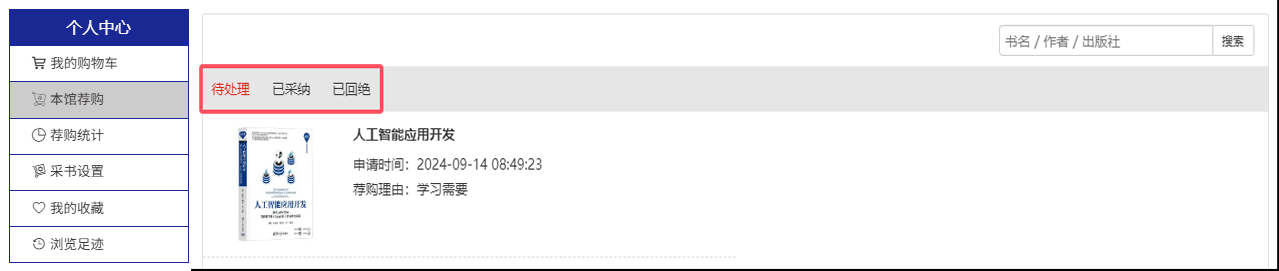 个人中心
我的购物车
本馆荐购
荐购统计
采书设置
我的收藏
浏览足迹
书名 / 作者 / 出版社
搜索
待处理
已采纳
已回绝
人工智能应用开发
人工智能应用开发
申请时间：2024-09-14 08:49:23
荐购理由：学习需要